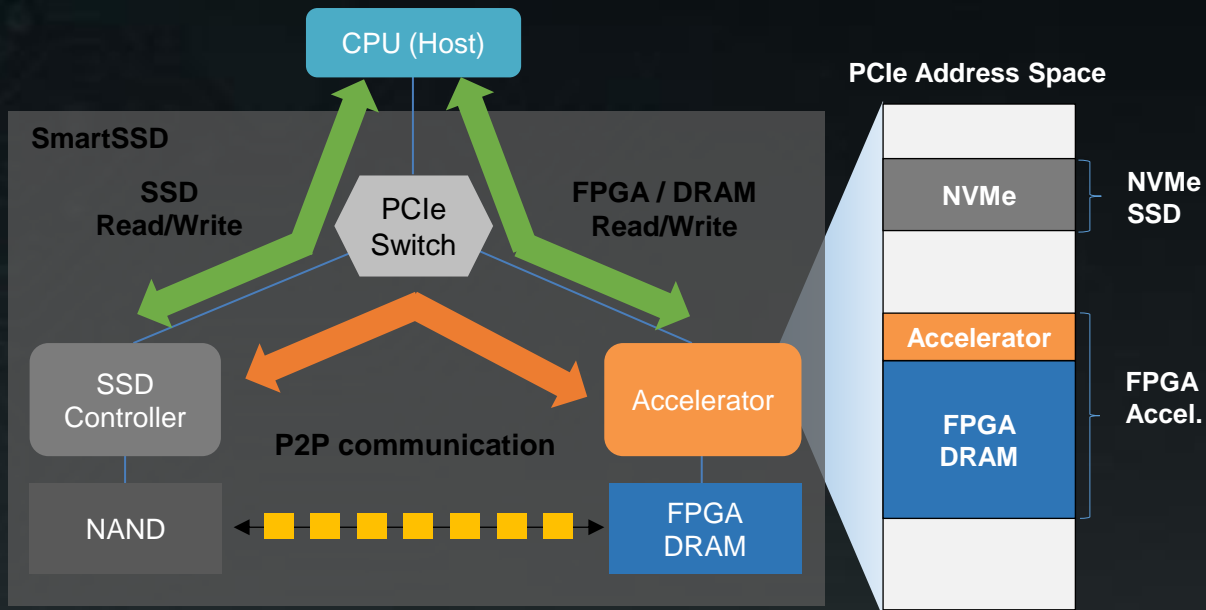 CPU (Host)
SmartSSD
SSD
Read/Write
PCIe
Switch
FPGA / DRAM
Read/Write
SSD
Controller
Accelerator
P2P communication
NAND
FPGA
DRAM
PCIe Address Space
NVMe
NVMe
SSD
Accelerator
FPGA
DRAM
FPGA
Accel.